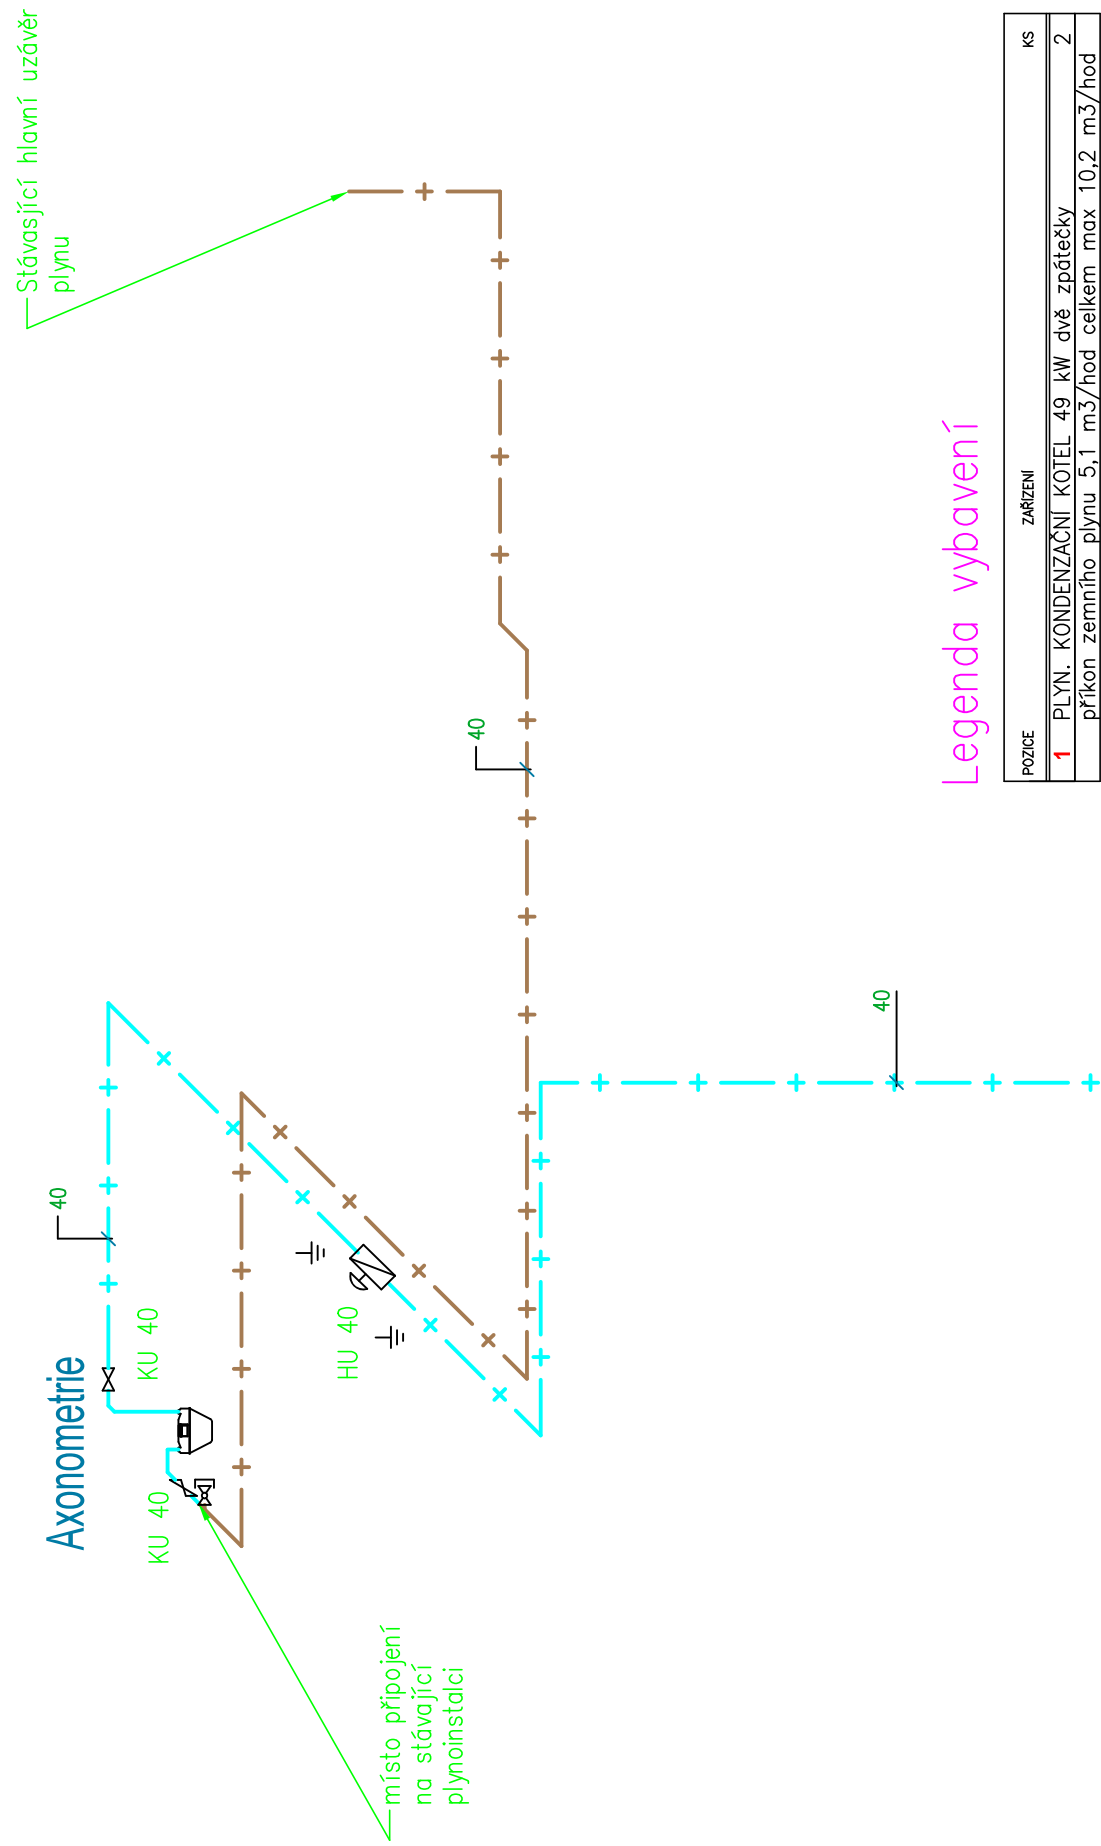 Axonometrie
KU 40
KU 40
HU 40
40
40
40
Stávasjící hlavní uzávěr
plynu
místo připojení
na stávající
plynoinstalci
Legenda vybavení
POZICE ZAŘÍZENÍ KS
1 PLYN. KONDENZAČNÍ KOTEL 49 kW dvě zpátečky 2
příkon zemního plynu 5,1 m3/hod celkem max 10,2 m3/hod